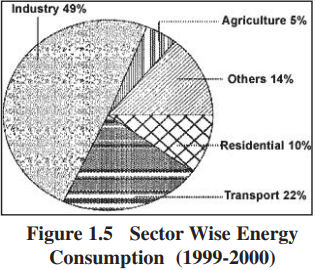 Industry 49%
Agriculture 5%
Others 14%
Residential 10%
Transport 22%
Figure 1.5 Sector Wise Energy
Consumption (1999-2000)